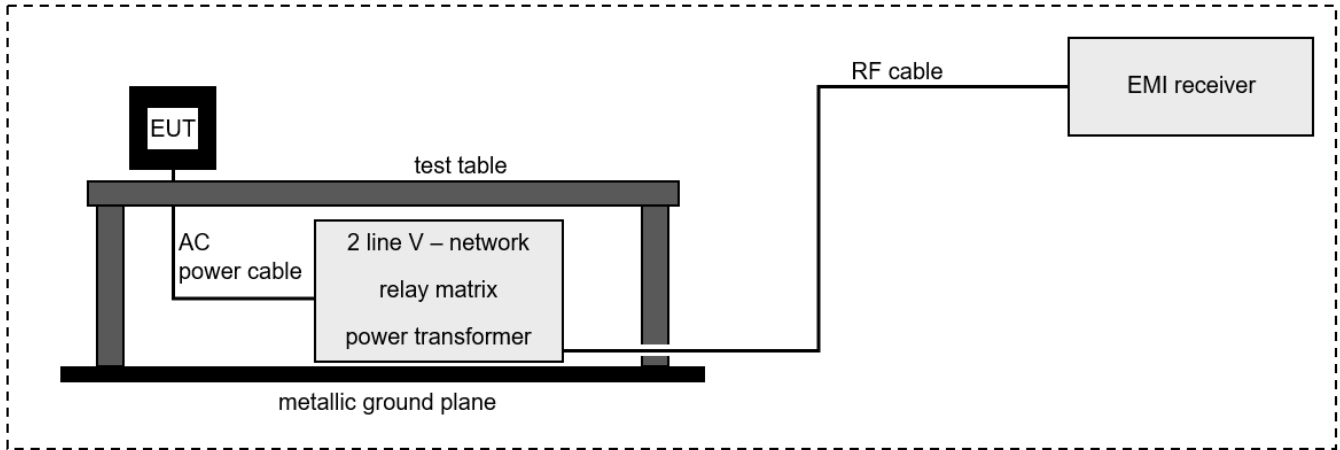 RF cable
EMI receiver
EUT
test table
AC
power cable
2 line V – network
relay matrix
power transformer
metallic ground plane